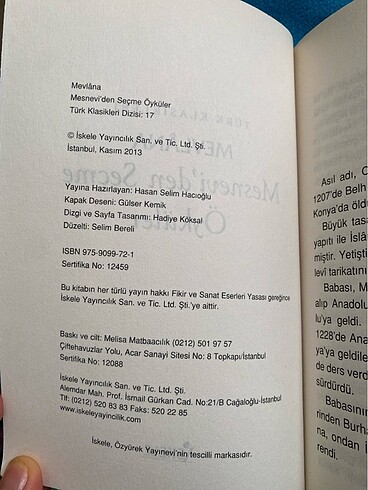 Mevlâna
Mesnevi'den Seçme Öyküler
Türk Klasikleri Dizisi: 17
© İskele Yayıncılık San. ve Tic. Ltd. Şti.
İstanbul, Kasım 2013
Yayına Hazırlayan: Hasan Selim Hacıoğlu
Kapak Deseni: Gülser Kemik
Dizgi ve Sayfa Tasarımı: Hadiye Köksal
Düzelti: Selim Bereli
ISBN 975-9099-72-1
Sertifika No: 12459
Bu kitabın her türlü yayın hakkı Fikir ve Sanat Eserleri Yasası gereğince
İskele Yayıncılık San. ve Tic. Ltd. Şti.'ye aittir.
Baskı ve cilt: Melisa Matbaacılık (0212) 501 97 57
Çiftehavuzlar Yolu, Acar Sanayi Sitesi No: 8 Topkapı/İstanbul
Sertifika No: 12088
İskele Yayıncılık San. ve Tic. Ltd. Şti.
Alemdar Mah. Prof. İsmail Gürkan Cad. No:21/B Cağaloğlu-İstanbul
Tlf: (0212) 520 83 83 Faks: 520 22 85
www.iskeleyayincilik.com
İskele, Özyürek Yayınevi'nin tescilli markasıdır.
Asıl adı,
1207'de Belh
Konya'da öldü
Büyük tasa
yapıtı ile İslâ
miştir. Yetişti
levî tarikatını
Babası, M
alıp Anadolu
lu'ya geldi.
1228'de Ana
ya'ya geldile
de ders verd
sürdürdü.
Babasının
rinden Burha
na, ondan
rendi.